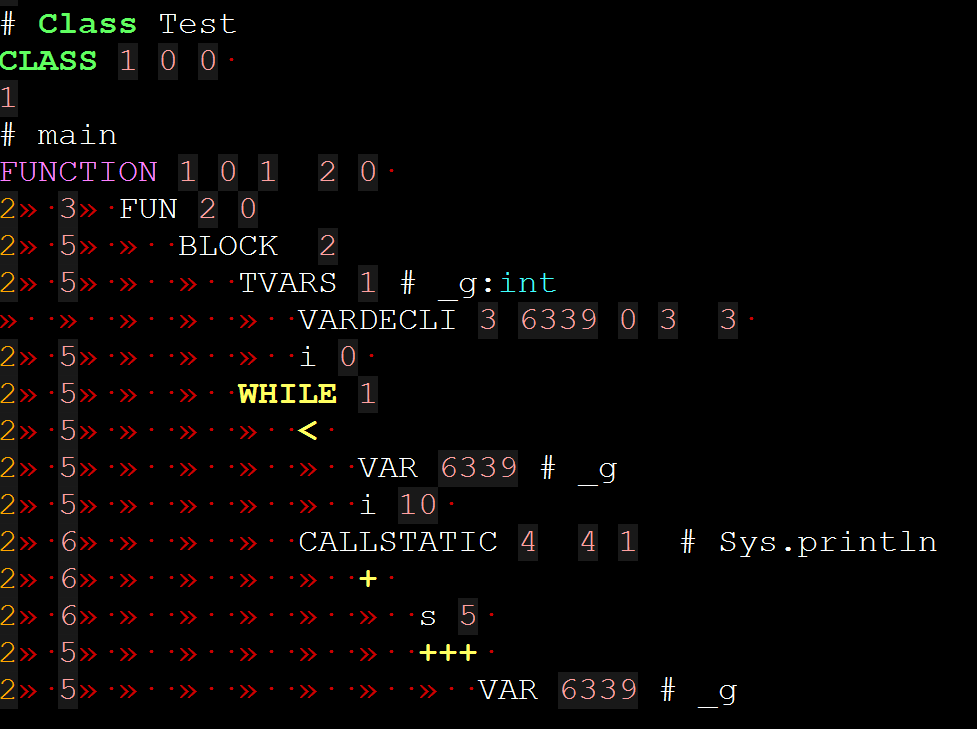 # Class Test
CLASS 1 0 0
1
# main
FUNCTION 1 0 1  2 0
2» 3» FUN 2 0
2» 5» » BLOCK  2
2» 5» » » TVARS 1 # _g:int
» » » » » VARDECLI 3 6339 0 3  3
2» 5» » » » i 0
2» 5» » » WHILE 1
2» 5» » » » <
2» 5» » » » » VAR 6339 # _g
2» 5» » » » » i 10
2» 6» » » » CALLSTATIC 4  4 1  # Sys.println
2» 6» » » » » +
2» 6» » » » » » s 5
2» 5» » » » » » +++
2» 5» » » » » » » VAR 6339 # _g